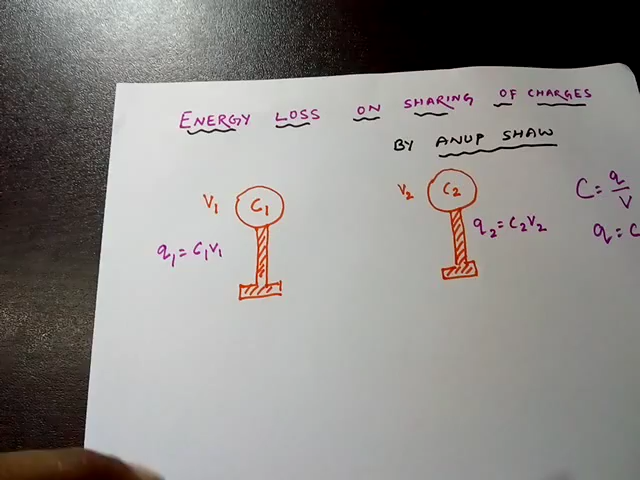 ENERGY LOSS ON SHARING OF CHARGES
BY ANUP SHAW
V₁ C₁
q₁ = C₁V₁
V₂ C₂
q₂ = C₂V₂
C = q/V
q = C